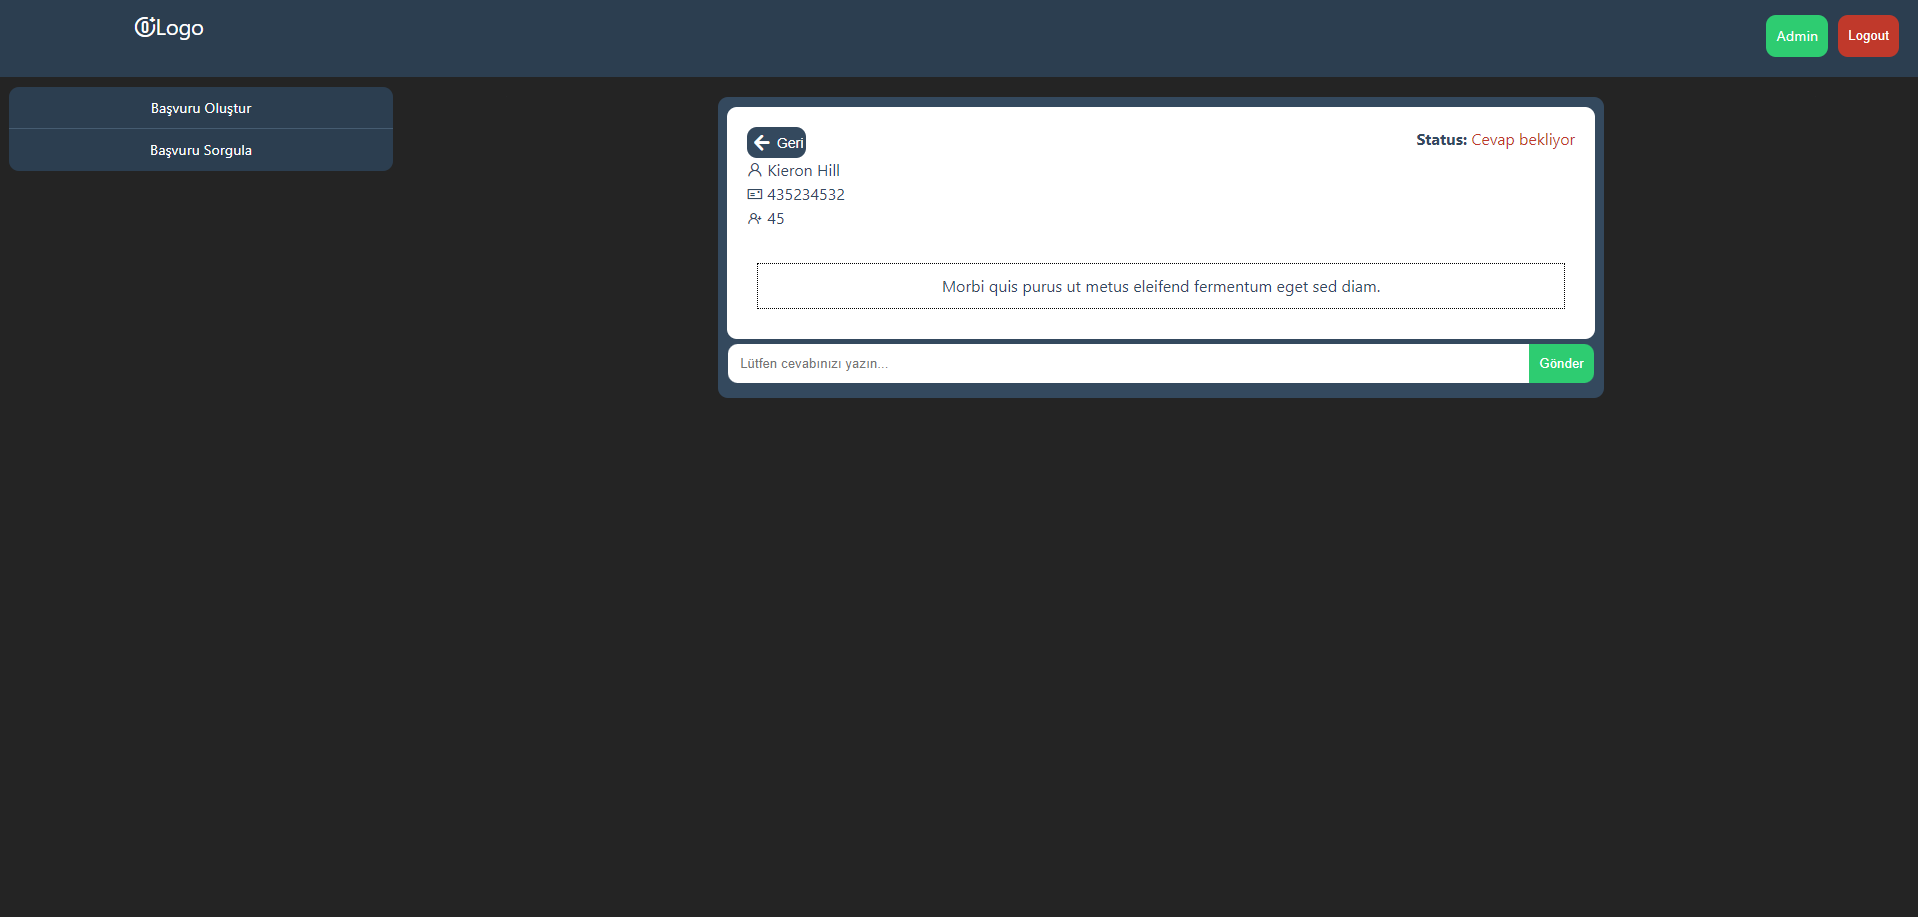 Logo
Admin
Logout
Başvuru Oluştur
Başvuru Sorgula
Geri
Status: Cevap bekliyor
Kieron Hill
435234532
45
Morbi quis purus ut metus eleifend fermentum eget sed diam.
Lütfen cevabınızı yazın...
Gönder